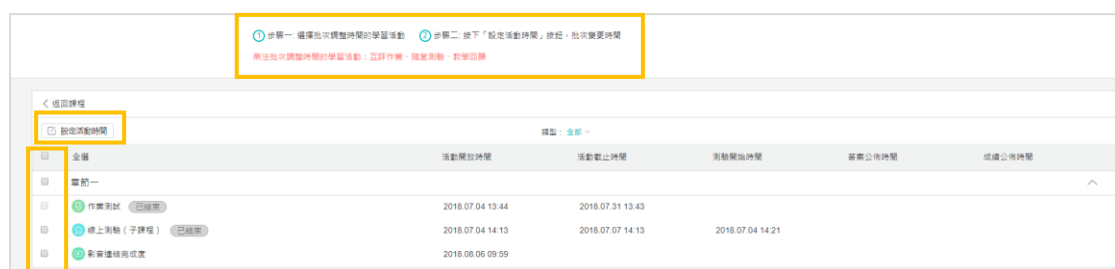 1 步驟一: 選擇批次調整時間的學習活動 2 步驟二: 按下「設定活動時間」按鈕，批次變更時間
無法批次調整時間的學習活動：互評作業、隨堂測驗、教學回饋
< 返回課程
設定活動時間 類型： 全部
全選 活動開放時間 活動截止時間 測驗開始時間 答案公佈時間 成績公佈時間
章節一
作業測試 已結束 2018.07.04 13:44 2018.07.31 13:43
線上測驗（子課程） 已結束 2018.07.04 14:13 2018.07.07 14:13 2018.07.04 14:21
影音連結完成度 2018.08.06 09:59